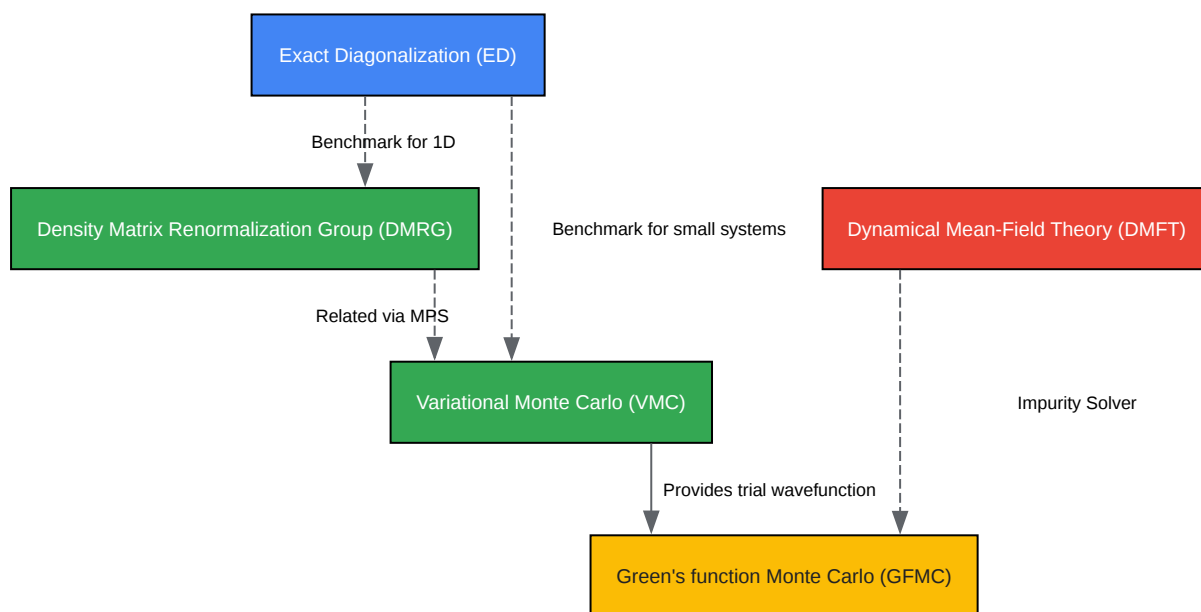 Exact Diagonalization (ED)
Benchmark for 1D
Density Matrix Renormalization Group (DMRG)
Benchmark for small systems
Dynamical Mean-Field Theory (DMFT)
Related via MPS
Variational Monte Carlo (VMC)
Impurity Solver
Provides trial wavefunction
Green's function Monte Carlo (GFMC)